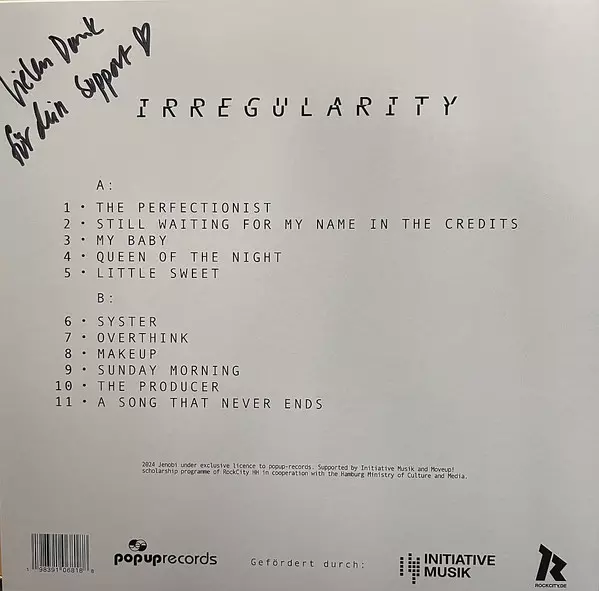 Vielen Dank
für dein Support ♡
IRREGULARITY
A:
1 • THE PERFECTIONIST
2 • STILL WAITING FOR MY NAME IN THE CREDITS
3 • MY BABY
4 • QUEEN OF THE NIGHT
5 • LITTLE SWEET
B:
6 • SYSTER
7 • OVERTHINK
8 • MAKEUP
9 • SUNDAY MORNING
10 • THE PRODUCER
11 • A SONG THAT NEVER ENDS
2024 Jenobi under exclusive licence to popup-records. Supported by Initiative Musik and Moveup!
scholarship programme of RockCity HH in cooperation with the Hamburg Ministry of Culture and Media.
1 98391 06818 8
popuprecords
Gefördert durch:
INITIATIVE
MUSIK
ROCKCITY.DE